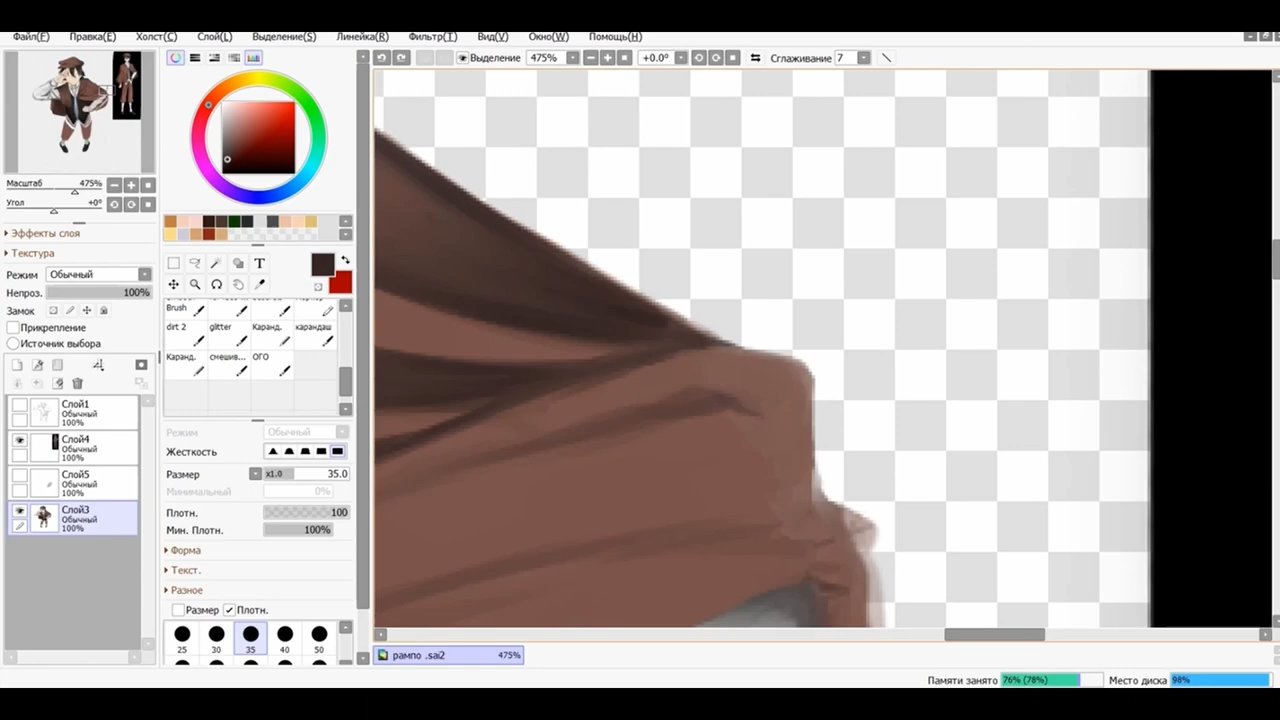 Файл(F) Правка(E) Холст(C) Слой(L) Выделение(S) Линейка(R) Фильтр(T) Вид(V) Окно(W) Помощь(H)
Выделение 475% +0.0° Сглаживание 7
Масштаб 475%
Угол +0°
Эффекты слоя
Текстура
Режим Обычный
Непроз. 100%
Замок
Прикрепление
Источник выбора
Слой1
Обычный
100%
Слой4
Обычный
100%
Слой5
Обычный
100%
Слой3
Обычный
100%
T
Brush
dirt 2 glitter Каранд. карандаш
Каранд. смешив... ОГО
Режим Обычный
Жесткость
Размер x1.0 35.0
Минимальный 0%
Плотн. 100
Мин. Плотн. 100%
Форма
Текст.
Разное
Размер Плотн.
25 30 35 40 50
рампо .sai2 475%
Памяти занято 76% (78%) Место диска 98%